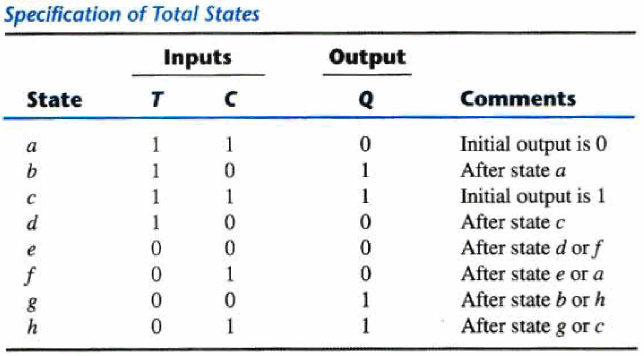 Specification of Total States
Inputs Output
State T C Q Comments
a 1 1 0 Initial output is 0
b 1 0 1 After state a
c 1 1 1 Initial output is 1
d 1 0 0 After state c
e 0 0 0 After state d or f
f 0 1 0 After state e or a
g 0 0 1 After state b or h
h 0 1 1 After state g or c